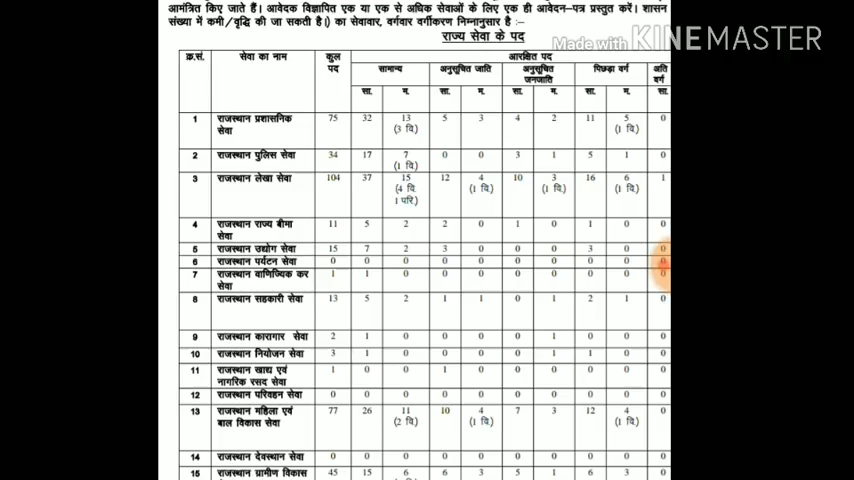 आमंत्रित किए जाते हैं। आवेदक विज्ञापित एक या एक से अधिक सेवाओं के लिए एक ही आवेदन–पत्र प्रस्तुत करें। शासन
संख्या में कमी/वृद्धि की जा सकती है।) का सेवावार, वर्गवार वर्गीकरण निम्नानुसार है :-
राज्य सेवा के पद
Made with KINEMASTER
क्र.सं. सेवा का नाम कुल पद आरक्षित पद
सामान्य अनुसूचित जाति अनुसूचित जनजाति पिछड़ा वर्ग अति वर्ग
सा. म. सा. म. सा. म. सा. म. सा.
1 राजस्थान प्रशासनिक सेवा 75 32 13 (3 वि.) 5 3 4 2 11 5 (1 वि.) 0
2 राजस्थान पुलिस सेवा 34 17 7 (1 वि.) 0 0 3 1 5 1 0
3 राजस्थान लेखा सेवा 104 37 15 (4 वि. 1 परि.) 12 4 (1 वि.) 10 3 (1 वि.) 16 6 (1 वि.) 1
4 राजस्थान राज्य बीमा सेवा 11 5 2 2 0 1 0 1 0 0
5 राजस्थान उद्योग सेवा 15 7 2 3 0 0 0 3 0 0
6 राजस्थान पर्यटन सेवा 0 0 0 0 0 0 0 0 0 0
7 राजस्थान वाणिज्यिक कर सेवा 1 1 0 0 0 0 0 0 0 0
8 राजस्थान सहकारी सेवा 13 5 2 1 1 0 1 2 1 0
9 राजस्थान कारागार सेवा 2 1 0 0 0 0 1 0 0 0
10 राजस्थान नियोजन सेवा 3 1 0 0 0 0 1 1 0 0
11 राजस्थान खाद्य एवं नागरिक रसद सेवा 1 0 0 1 0 0 0 0 0 0
12 राजस्थान परिवहन सेवा 0 0 0 0 0 0 0 0 0 0
13 राजस्थान महिला एवं बाल विकास सेवा 77 26 11 (2 वि.) 10 4 (1 वि.) 7 3 12 4 (1 वि.) 0
14 राजस्थान देवस्थान सेवा 0 0 0 0 0 0 0 0 0 0
15 राजस्थान ग्रामीण विकास 45 15 6 6 3 5 1 6 3 0